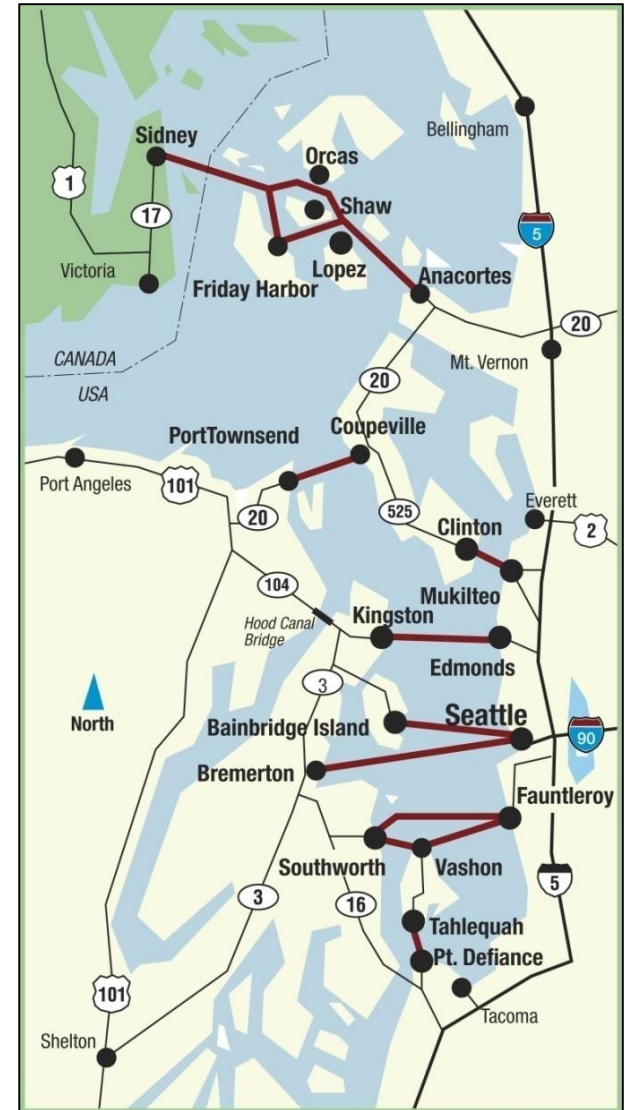 Sidney
Bellingham
Orcas
1
Shaw
17
5
Victoria
Lopez
Friday Harbor
Anacortes
20
CANADA
Mt. Vernon
20
USA
Coupeville
PortTownsend
Port Angeles
101
Everett
525
20
Clinton
2
104
Mukilteo
Hood Canal
Bridge
Kingston
Edmonds
3
Seattle
North
Bainbridge Island
90
Bremerton
Fauntleroy
Southworth
Vashon
5
3
16
Tahlequah
Pt. Defiance
101
Tacoma
Shelton